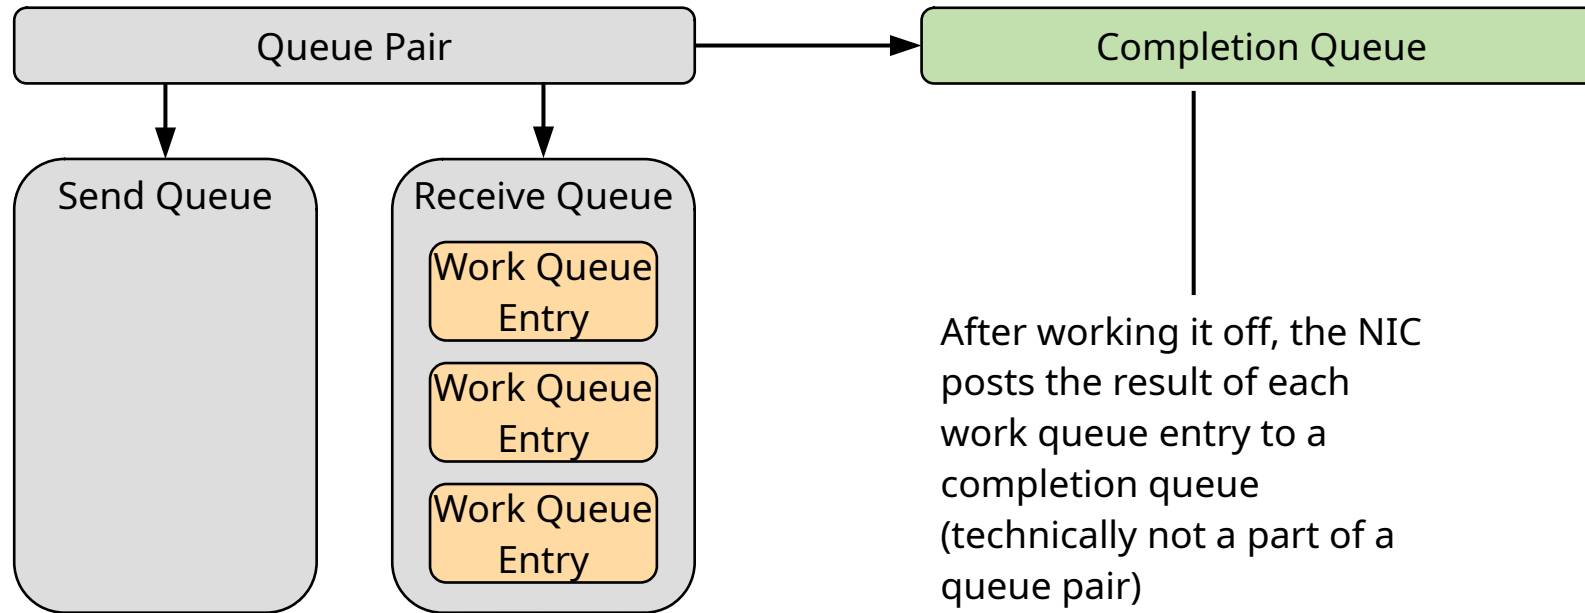 Queue Pair
Completion Queue
Send Queue
Receive Queue
Work Queue
Entry
Work Queue
Entry
Work Queue
Entry
After working it off, the NIC
posts the result of each
work queue entry to a
completion queue
(technically not a part of a
queue pair)